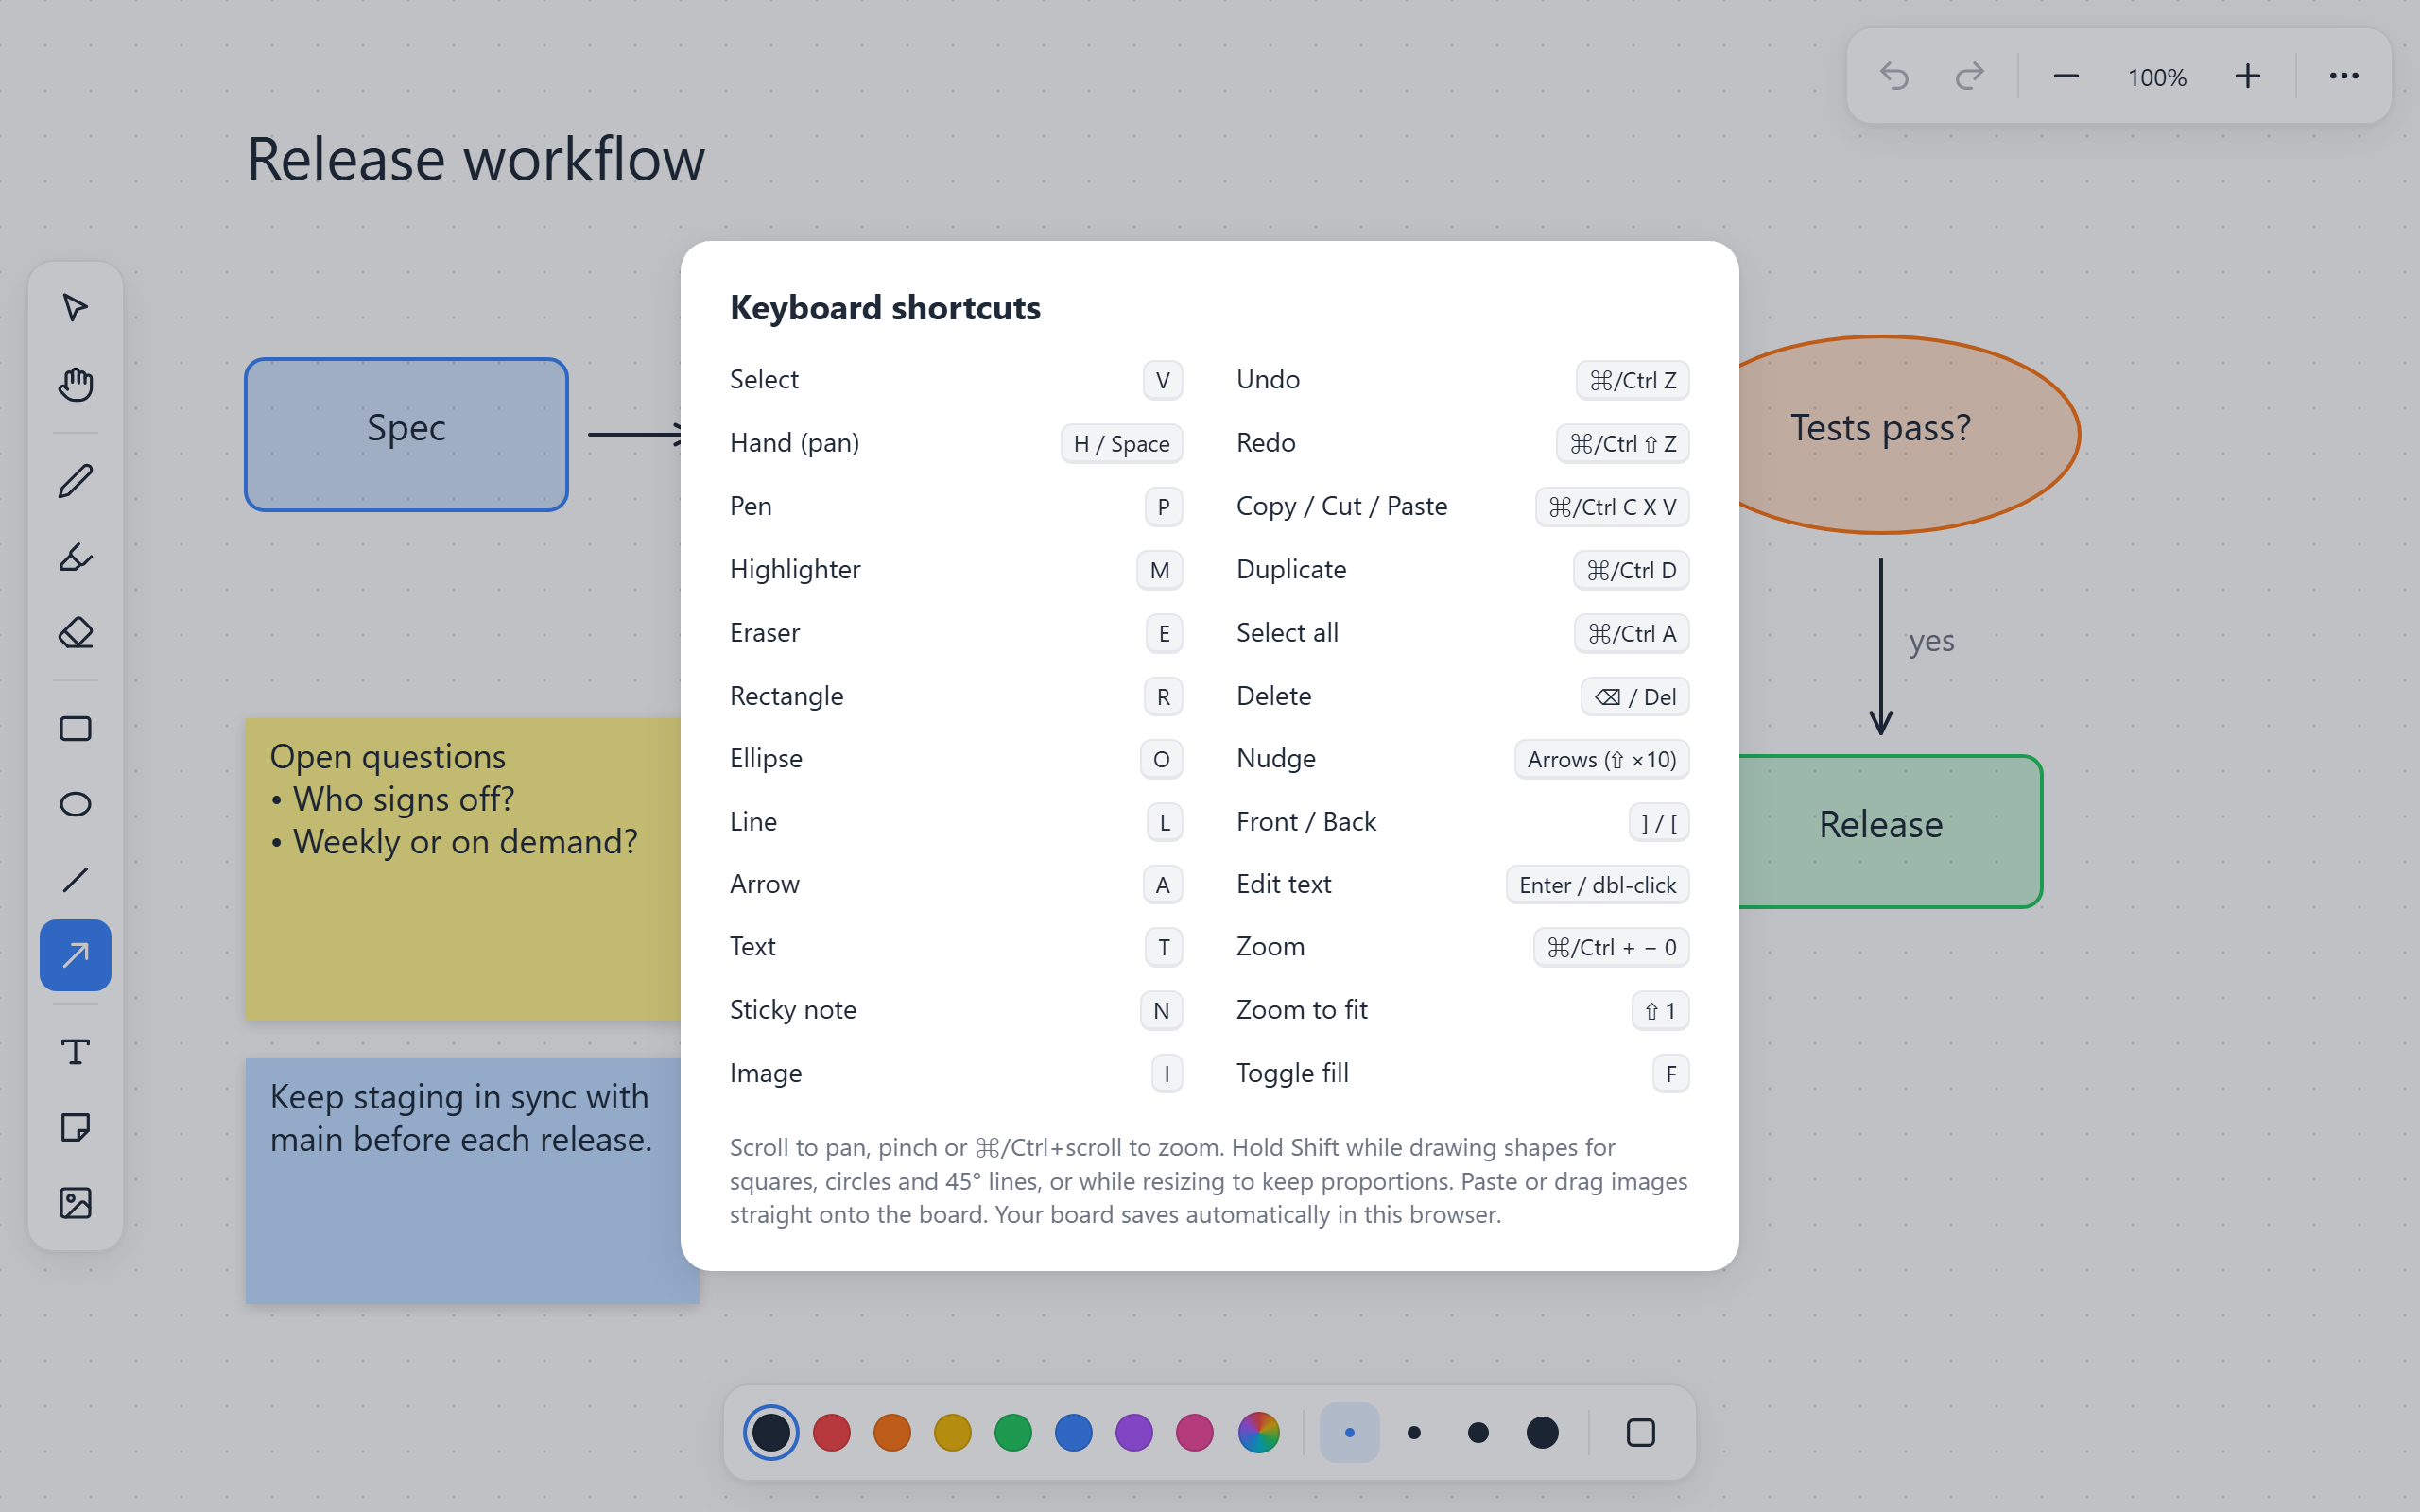 100%
Release workflow
Spec
Tests pass?
yes
Release
Open questions
• Who signs off?
• Weekly or on demand?
Keep staging in sync with
main before each release.
Keyboard shortcuts
Select V
Hand (pan) H / Space
Pen P
Highlighter M
Eraser E
Rectangle R
Ellipse O
Line L
Arrow A
Text T
Sticky note N
Image I
Undo ⌘/Ctrl Z
Redo ⌘/Ctrl ⇧ Z
Copy / Cut / Paste ⌘/Ctrl C X V
Duplicate ⌘/Ctrl D
Select all ⌘/Ctrl A
Delete ⌫ / Del
Nudge Arrows (⇧ ×10)
Front / Back ] / [
Edit text Enter / dbl-click
Zoom ⌘/Ctrl + − 0
Zoom to fit ⇧ 1
Toggle fill F
Scroll to pan, pinch or ⌘/Ctrl+scroll to zoom. Hold Shift while drawing shapes for
squares, circles and 45° lines, or while resizing to keep proportions. Paste or drag images
straight onto the board. Your board saves automatically in this browser.